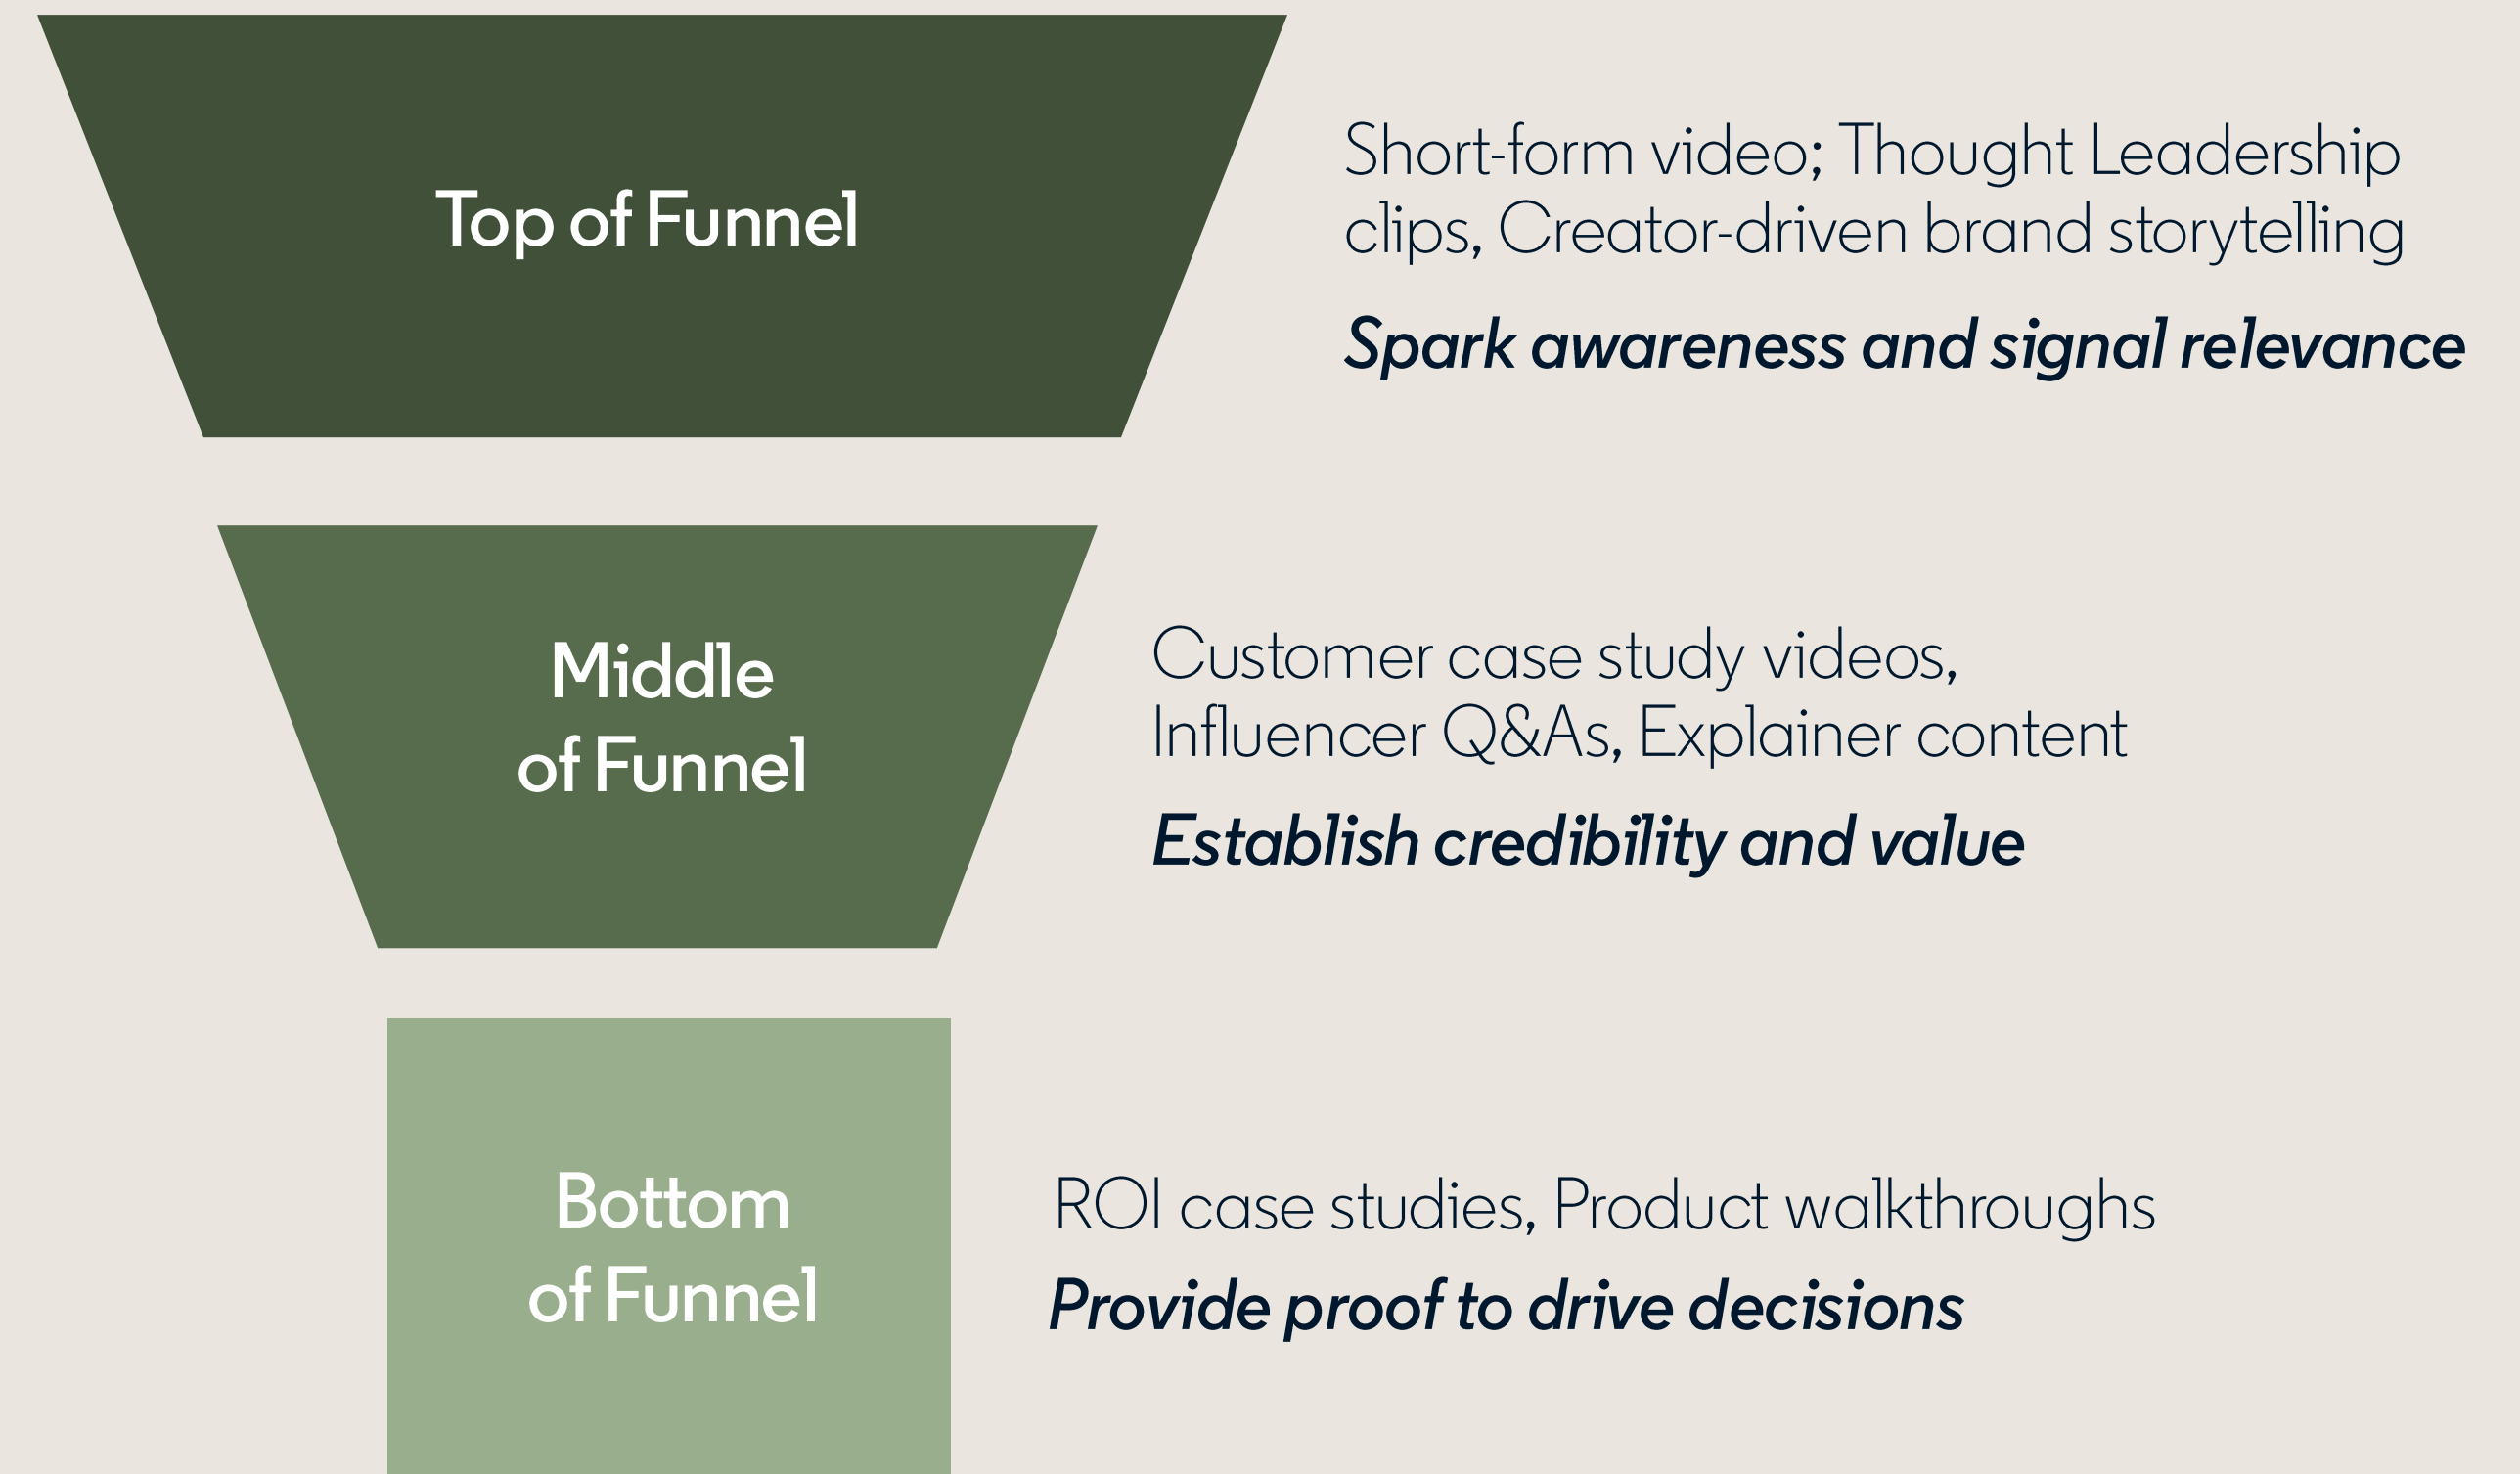 Top of Funnel
Short-form video; Thought Leadership
clips, Creator-driven brand storytelling
Spark awareness and signal relevance
Middle
of Funnel
Customer case study videos,
Influencer Q&As, Explainer content
Establish credibility and value
Bottom
of Funnel
ROI case studies, Product walkthroughs
Provide proof to drive decisions